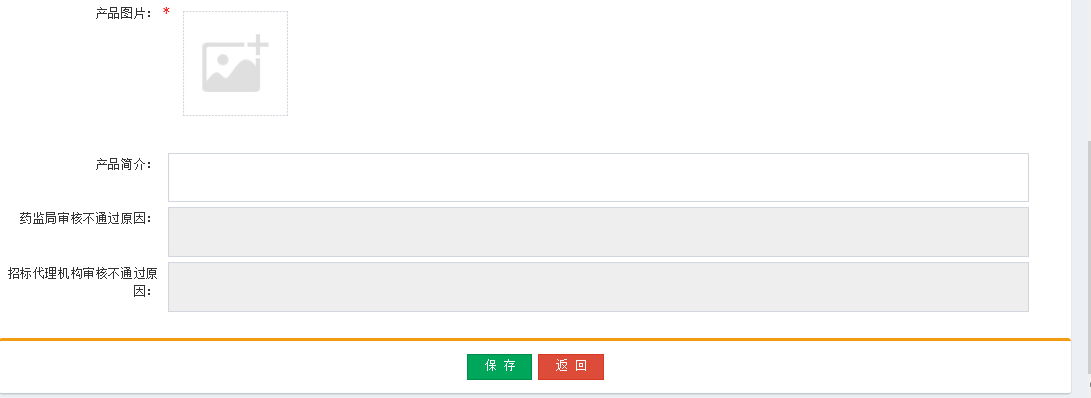 产品图片： *
产品简介：
药监局审核不通过原因：
招标代理机构审核不通过原
因：
保 存 返 回